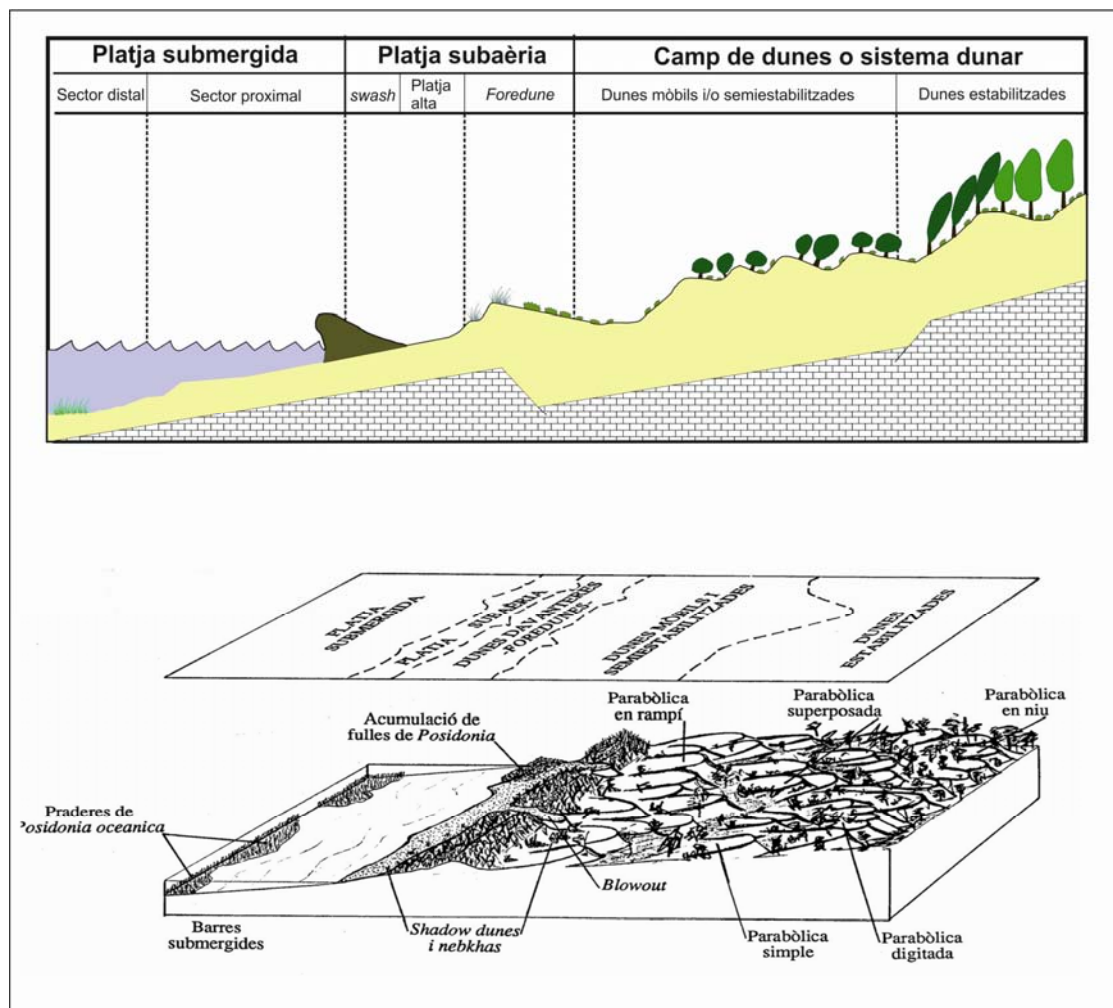 Platja submergida
Platja subaèria
Camp de dunes o sistema dunar
Sector distal
Sector proximal
swash
Platja
alta
Foredune
Dunes mòbils i/o semiestabilitzades
Dunes estabilitzades
PLATJA
SUBMERGIDA
PLATJA SUBAÈRIA
DUNES DAVANTERES
-FOREDUNES-
DUNES MÒBILS I
SEMIESTABILITZADES
DUNES
ESTABILITZADES
Acumulació de
fulles de Posidonia
Parabòlica
en rampí
Parabòlica
superposada
Parabòlica
en niu
Praderes de
Posidonia oceanica
Barres
submergides
Shadow dunes
i nebkhas
Blowout
Parabòlica
simple
Parabòlica
digitada